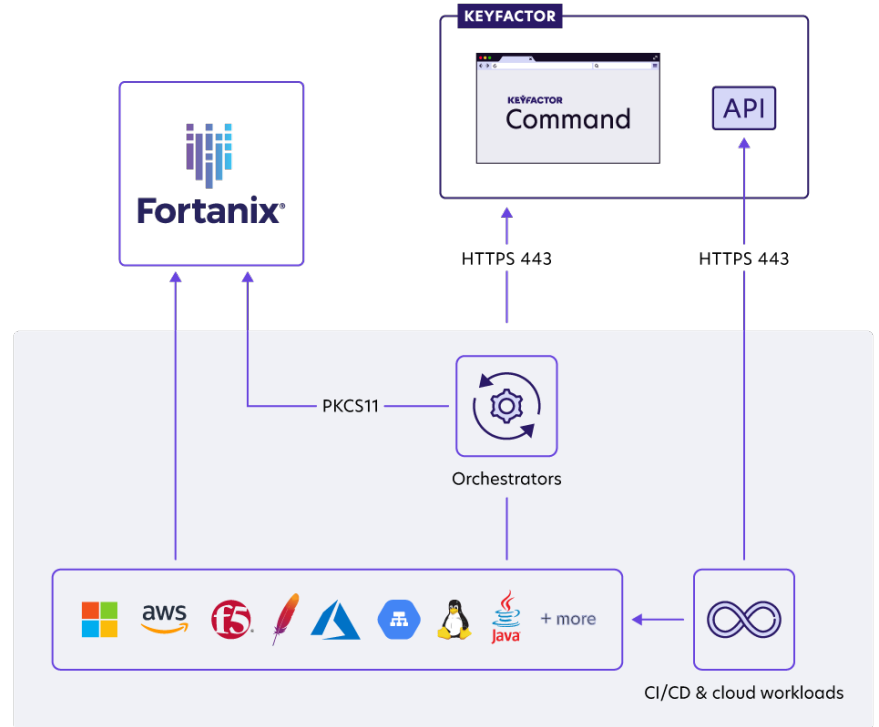 KEYFACTOR
KEYFACTOR
Command
API
Fortanix®
HTTPS 443
HTTPS 443
PKCS11
Orchestrators
aws
f5
Java
+ more
CI/CD & cloud workloads